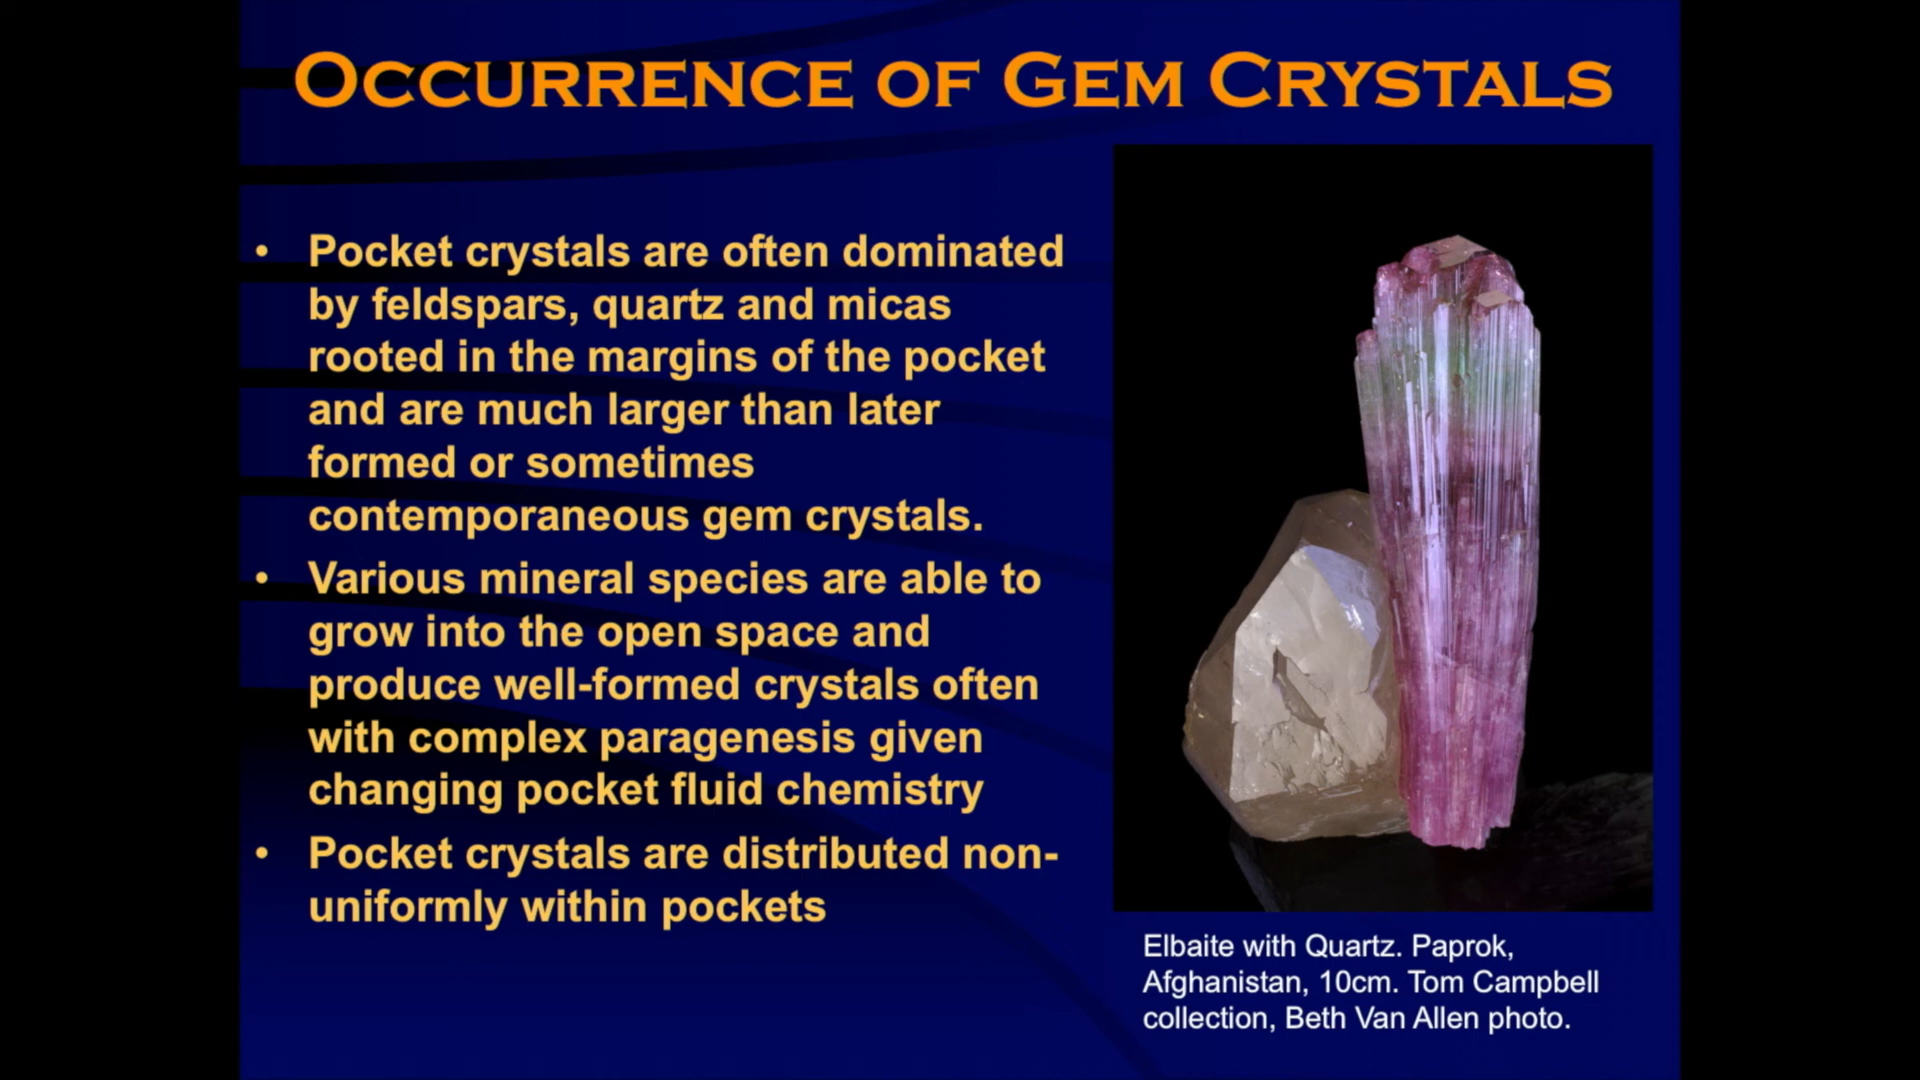 OCCURRENCE OF GEM CRYSTALS
• Pocket crystals are often dominated
by feldspars, quartz and micas
rooted in the margins of the pocket
and are much larger than later
formed or sometimes
contemporaneous gem crystals.
• Various mineral species are able to
grow into the open space and
produce well-formed crystals often
with complex paragenesis given
changing pocket fluid chemistry
• Pocket crystals are distributed non-
uniformly within pockets
Elbaite with Quartz. Paprok,
Afghanistan, 10cm. Tom Campbell
collection, Beth Van Allen photo.